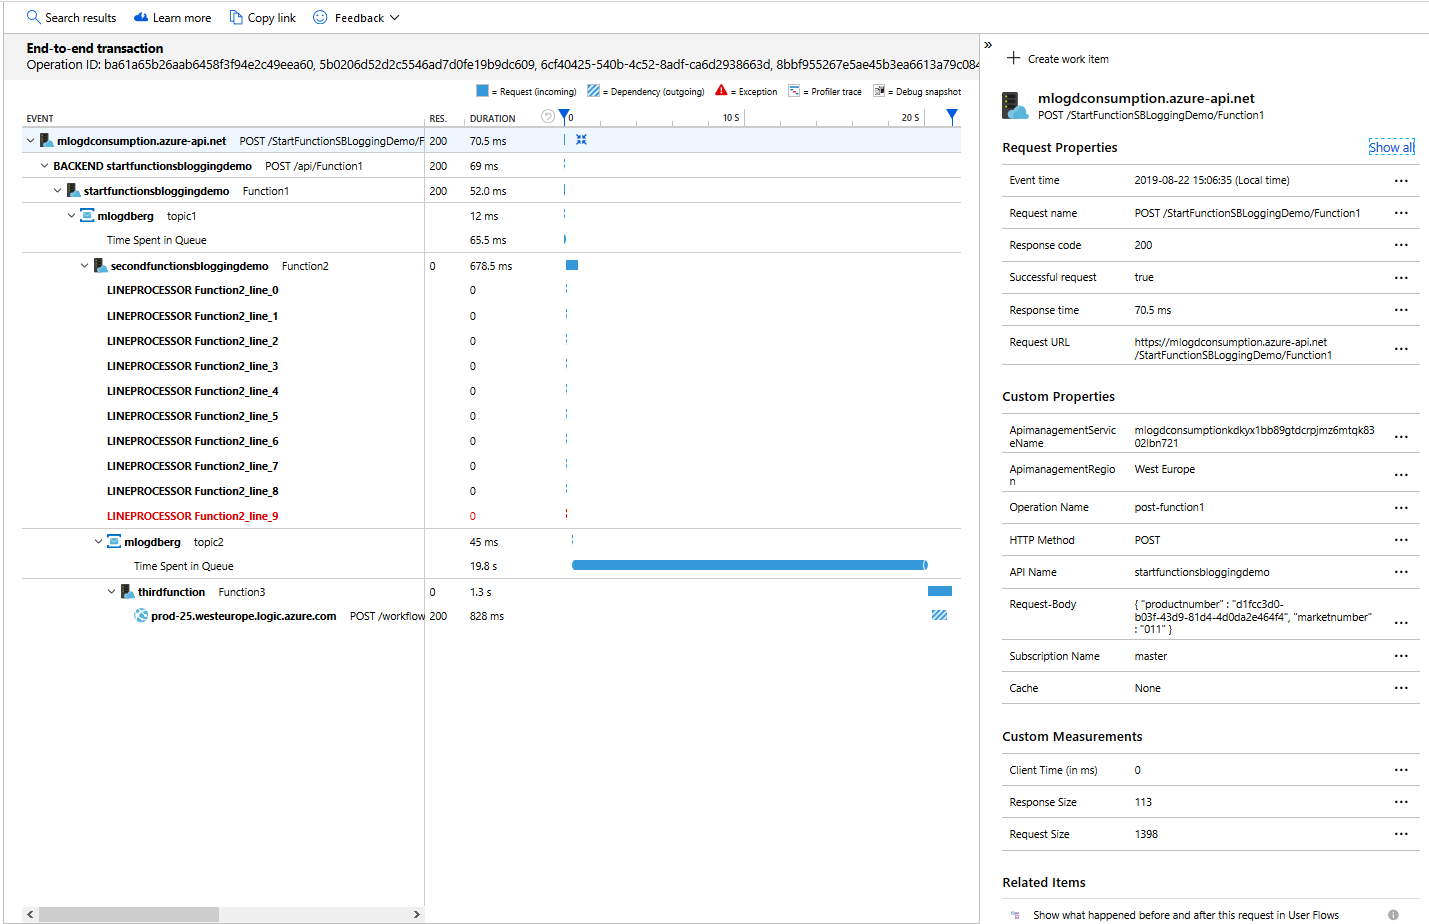 Search results Learn more Copy link Feedback
End-to-end transaction
Operation ID: ba61a65b26aab6458f3f94e2c49eea60, 5b0206d52d2c5546ad7d0fe19b9dc609, 6cf40425-540b-4c52-8adf-ca6d2938663d, 8bbf955267e5ae45b3ea6613a79c084
= Request (incoming) = Dependency (outgoing) = Exception = Profiler trace = Debug snapshot
EVENT RES. DURATION 0 10 S 20 S
mlogdconsumption.azure-api.net POST /StartFunctionSBLoggingDemo/F 200 70.5 ms
BACKEND startfunctionsbloggingdemo POST /api/Function1 200 69 ms
startfunctionsbloggingdemo Function1 200 52.0 ms
mlogdberg topic1 12 ms
Time Spent in Queue 65.5 ms
secondfunctionsbloggingdemo Function2 0 678.5 ms
LINEPROCESSOR Function2_line_0 0
LINEPROCESSOR Function2_line_1 0
LINEPROCESSOR Function2_line_2 0
LINEPROCESSOR Function2_line_3 0
LINEPROCESSOR Function2_line_4 0
LINEPROCESSOR Function2_line_5 0
LINEPROCESSOR Function2_line_6 0
LINEPROCESSOR Function2_line_7 0
LINEPROCESSOR Function2_line_8 0
LINEPROCESSOR Function2_line_9 0
mlogdberg topic2 45 ms
Time Spent in Queue 19.8 s
thirdfunction Function3 0 1.3 s
prod-25.westeurope.logic.azure.com POST /workflow 200 828 ms
Create work item
mlogdconsumption.azure-api.net
POST /StartFunctionSBLoggingDemo/Function1
Request Properties Show all
Event time 2019-08-22 15:06:35 (Local time)
Request name POST /StartFunctionSBLoggingDemo/Function1
Response code 200
Successful request true
Response time 70.5 ms
Request URL https://mlogdconsumption.azure-api.net
/StartFunctionSBLoggingDemo/Function1
Custom Properties
ApimanagementServic mlogdconsumptionkdkyx1bb89gtdcrpjmz6mtqk83
eName 02lbn721
ApimanagementRegio West Europe
n
Operation Name post-function1
HTTP Method POST
API Name startfunctionsbloggingdemo
Request-Body { "productnumber" : "d1fcc3d0-
b03f-43d9-81d4-4d0da2e464f4", "marketnumber"
: "011" }
Subscription Name master
Cache None
Custom Measurements
Client Time (in ms) 0
Response Size 113
Request Size 1398
Related Items
Show what happened before and after this request in User Flows